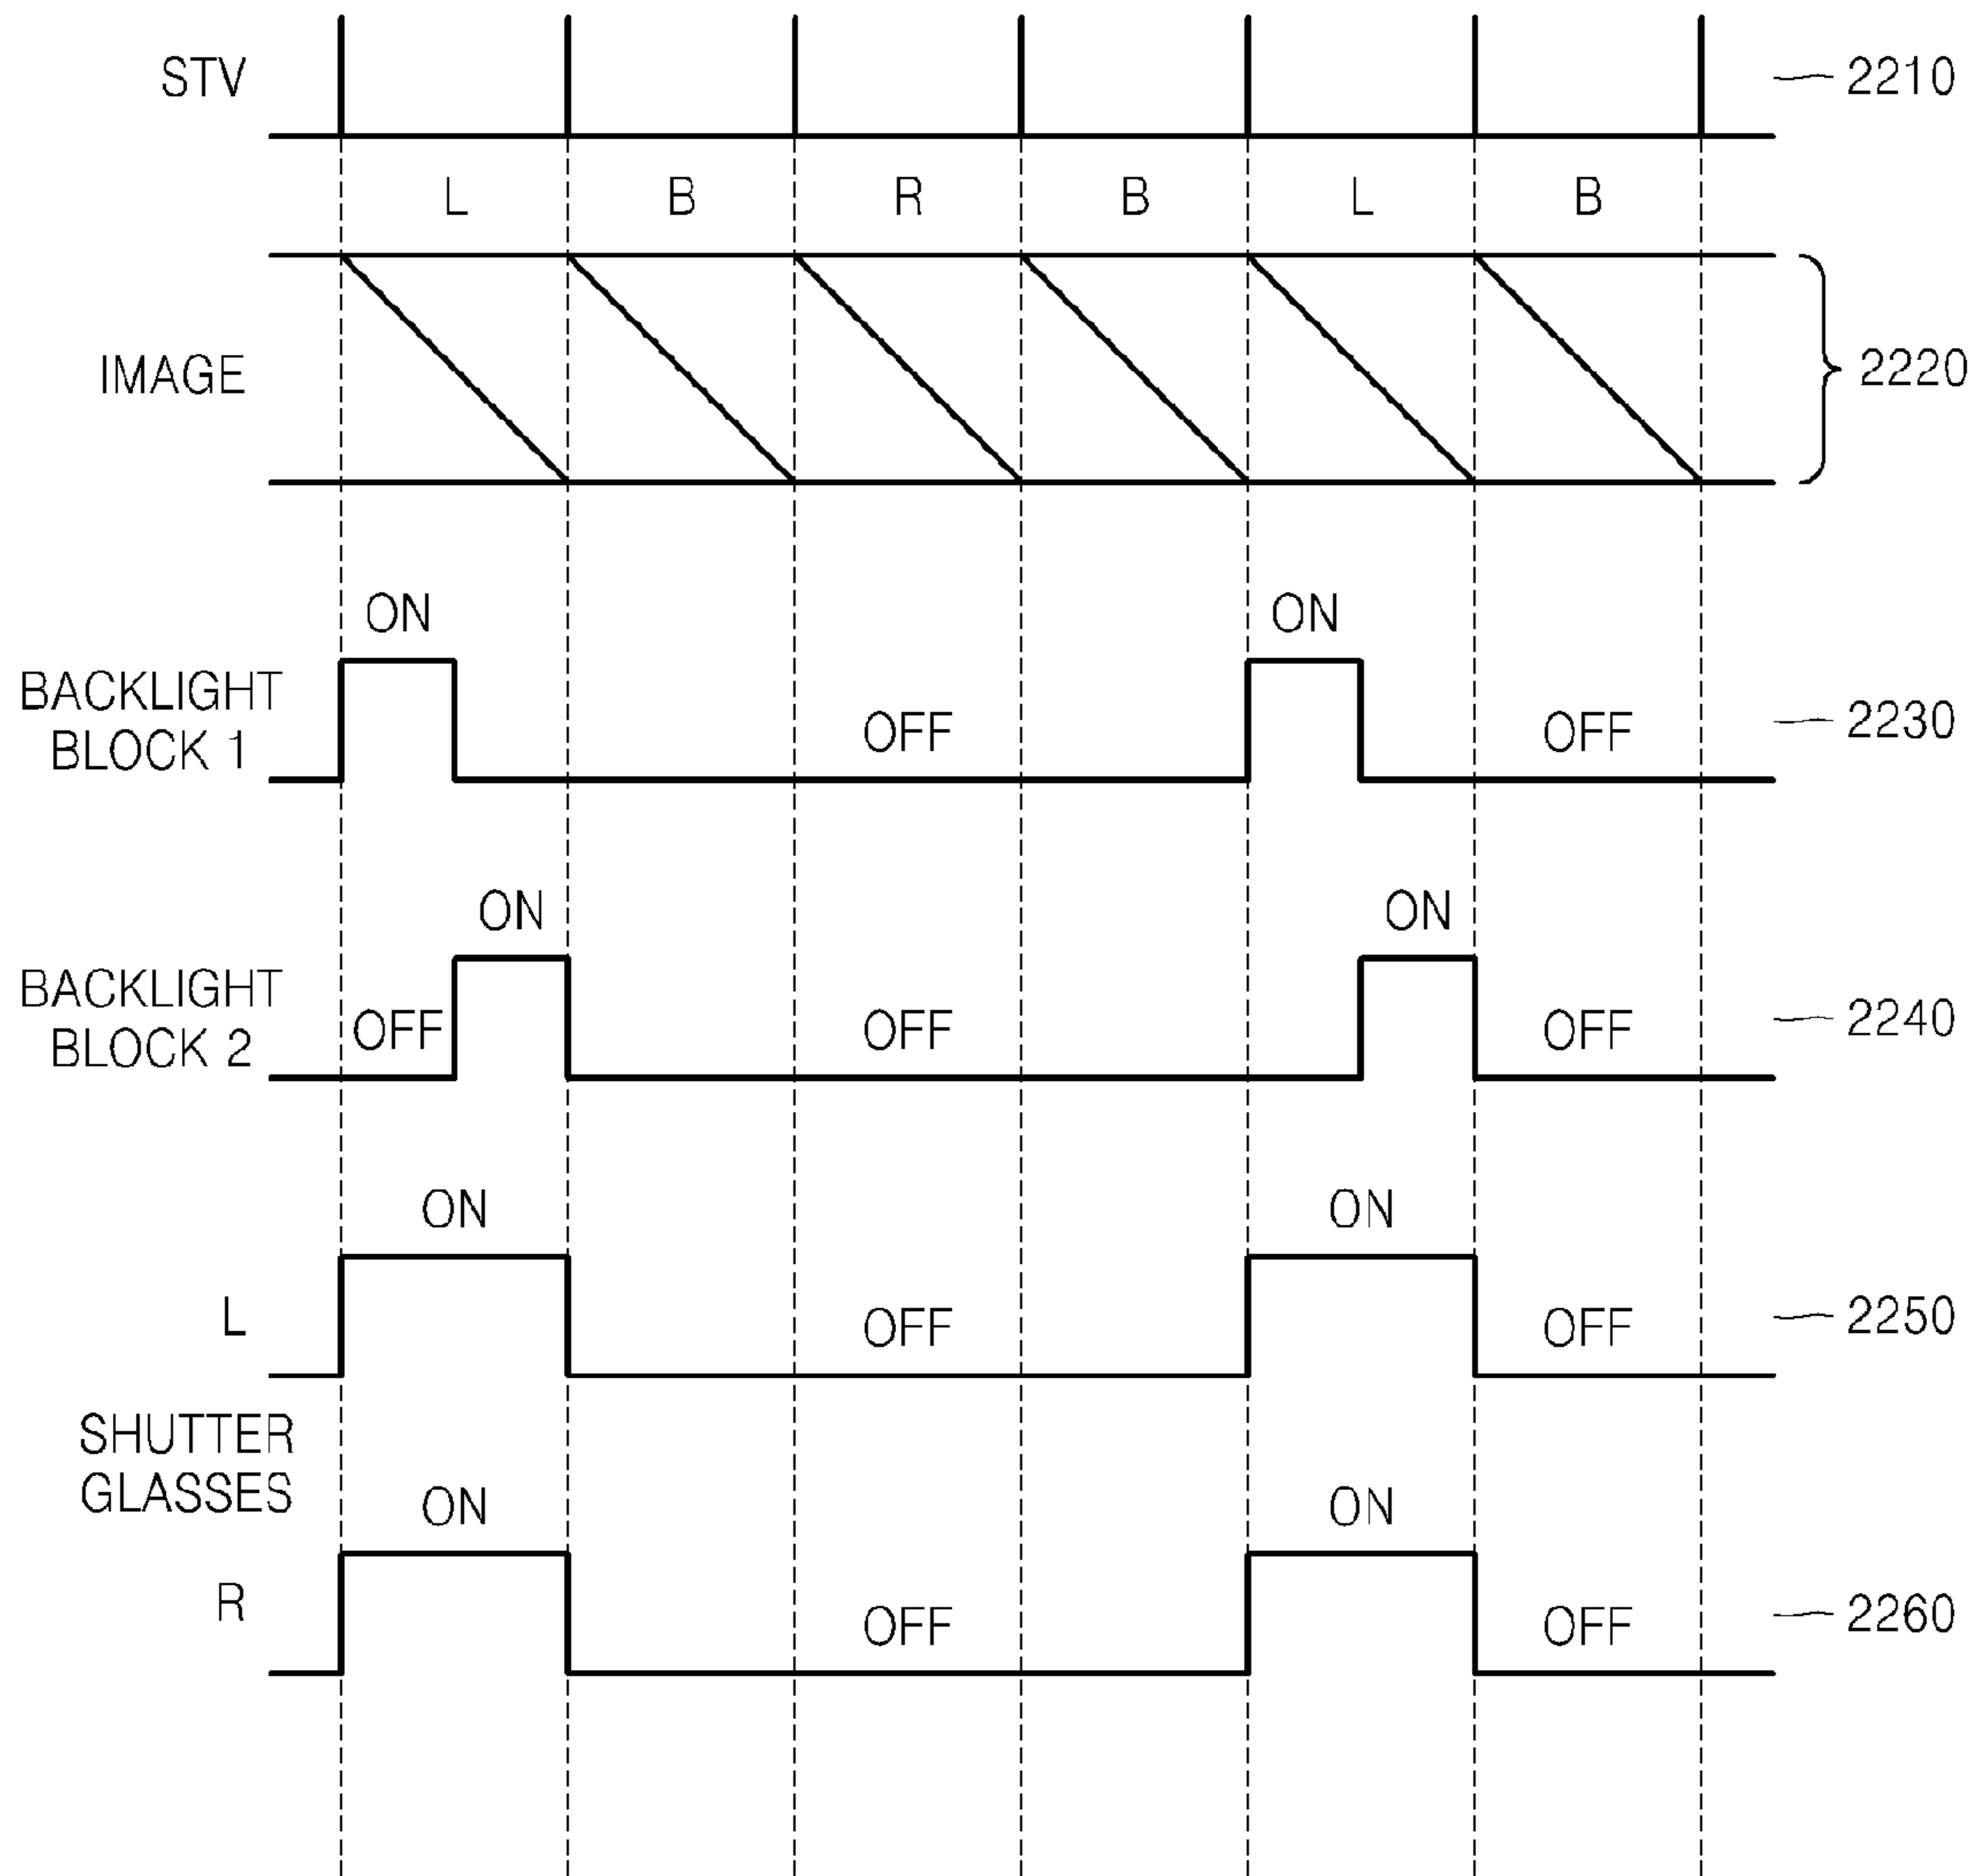 STV
2210
L B R B L B
IMAGE
2220
ON ON
BACKLIGHT
BLOCK 1
OFF OFF
2230
ON ON
BACKLIGHT
BLOCK 2
OFF OFF OFF
2240
ON ON
L
OFF OFF
2250
SHUTTER
GLASSES
ON ON
R
OFF OFF
2260